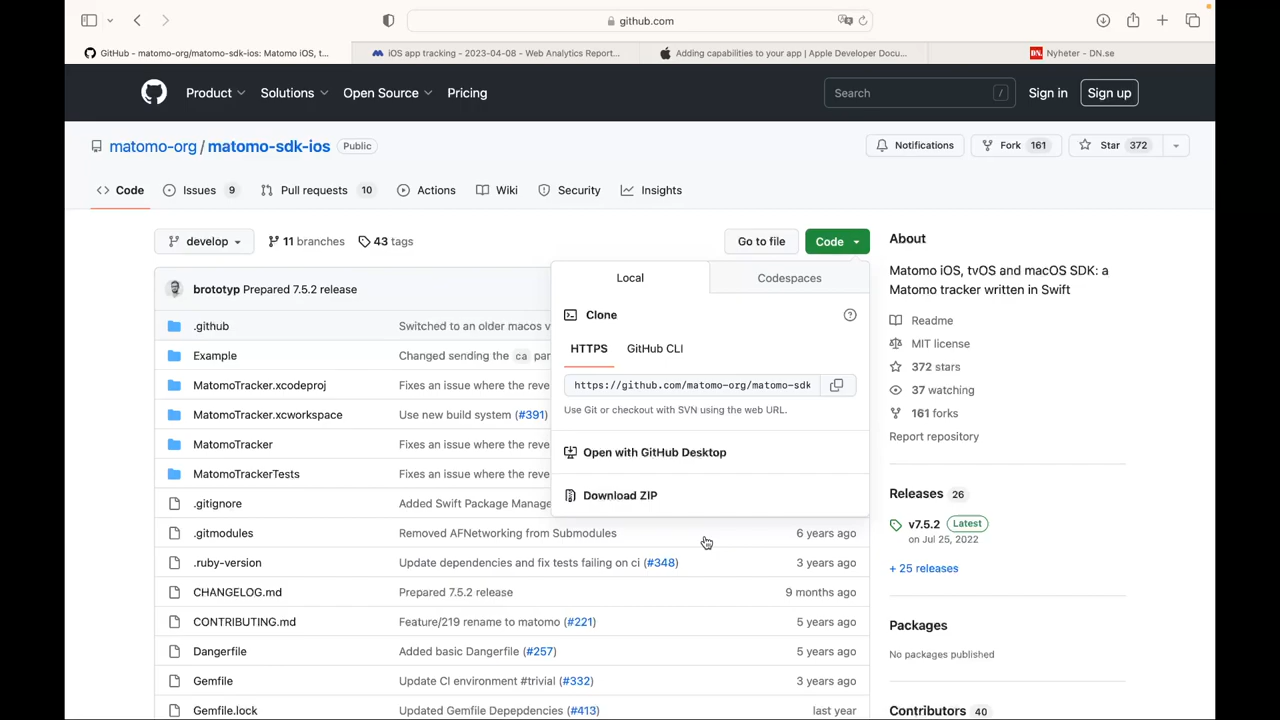 github.com
GitHub - matomo-org/matomo-sdk-ios: Matomo iOS, t...
iOS app tracking - 2023-04-08 - Web Analytics Report...
Adding capabilities to your app | Apple Developer Docu...
DN.
Nyheter - DN.se
Product
Solutions
Open Source
Pricing
Search
/
Sign in
Sign up
matomo-org / matomo-sdk-ios
Public
Notifications
Fork 161
Star 372
Code
Issues 9
Pull requests 10
Actions
Wiki
Security
Insights
develop
11 branches
43 tags
Go to file
Code
About
Matomo iOS, tvOS and macOS SDK: a
Matomo tracker written in Swift
Readme
MIT license
372 stars
37 watching
161 forks
Report repository
Releases 26
v7.5.2 Latest
on Jul 25, 2022
+ 25 releases
Packages
No packages published
Contributors 40
Local
Codespaces
Clone
?
HTTPS
GitHub CLI
https://github.com/matomo-org/matomo-sdk
Use Git or checkout with SVN using the web URL.
Open with GitHub Desktop
Download ZIP
brototyp Prepared 7.5.2 release
.github Switched to an older macos v
Example Changed sending the ca par
MatomoTracker.xcodeproj Fixes an issue where the reve
MatomoTracker.xcworkspace Use new build system (#391)
MatomoTracker Fixes an issue where the reve
MatomoTrackerTests Fixes an issue where the reve
.gitignore Added Swift Package Manage
.gitmodules Removed AFNetworking from Submodules 6 years ago
.ruby-version Update dependencies and fix tests failing on ci (#348) 3 years ago
CHANGELOG.md Prepared 7.5.2 release 9 months ago
CONTRIBUTING.md Feature/219 rename to matomo (#221) 5 years ago
Dangerfile Added basic Dangerfile (#257) 5 years ago
Gemfile Update CI environment #trivial (#332) 3 years ago
Gemfile.lock Updated Gemfile Depepdencies (#413) last year